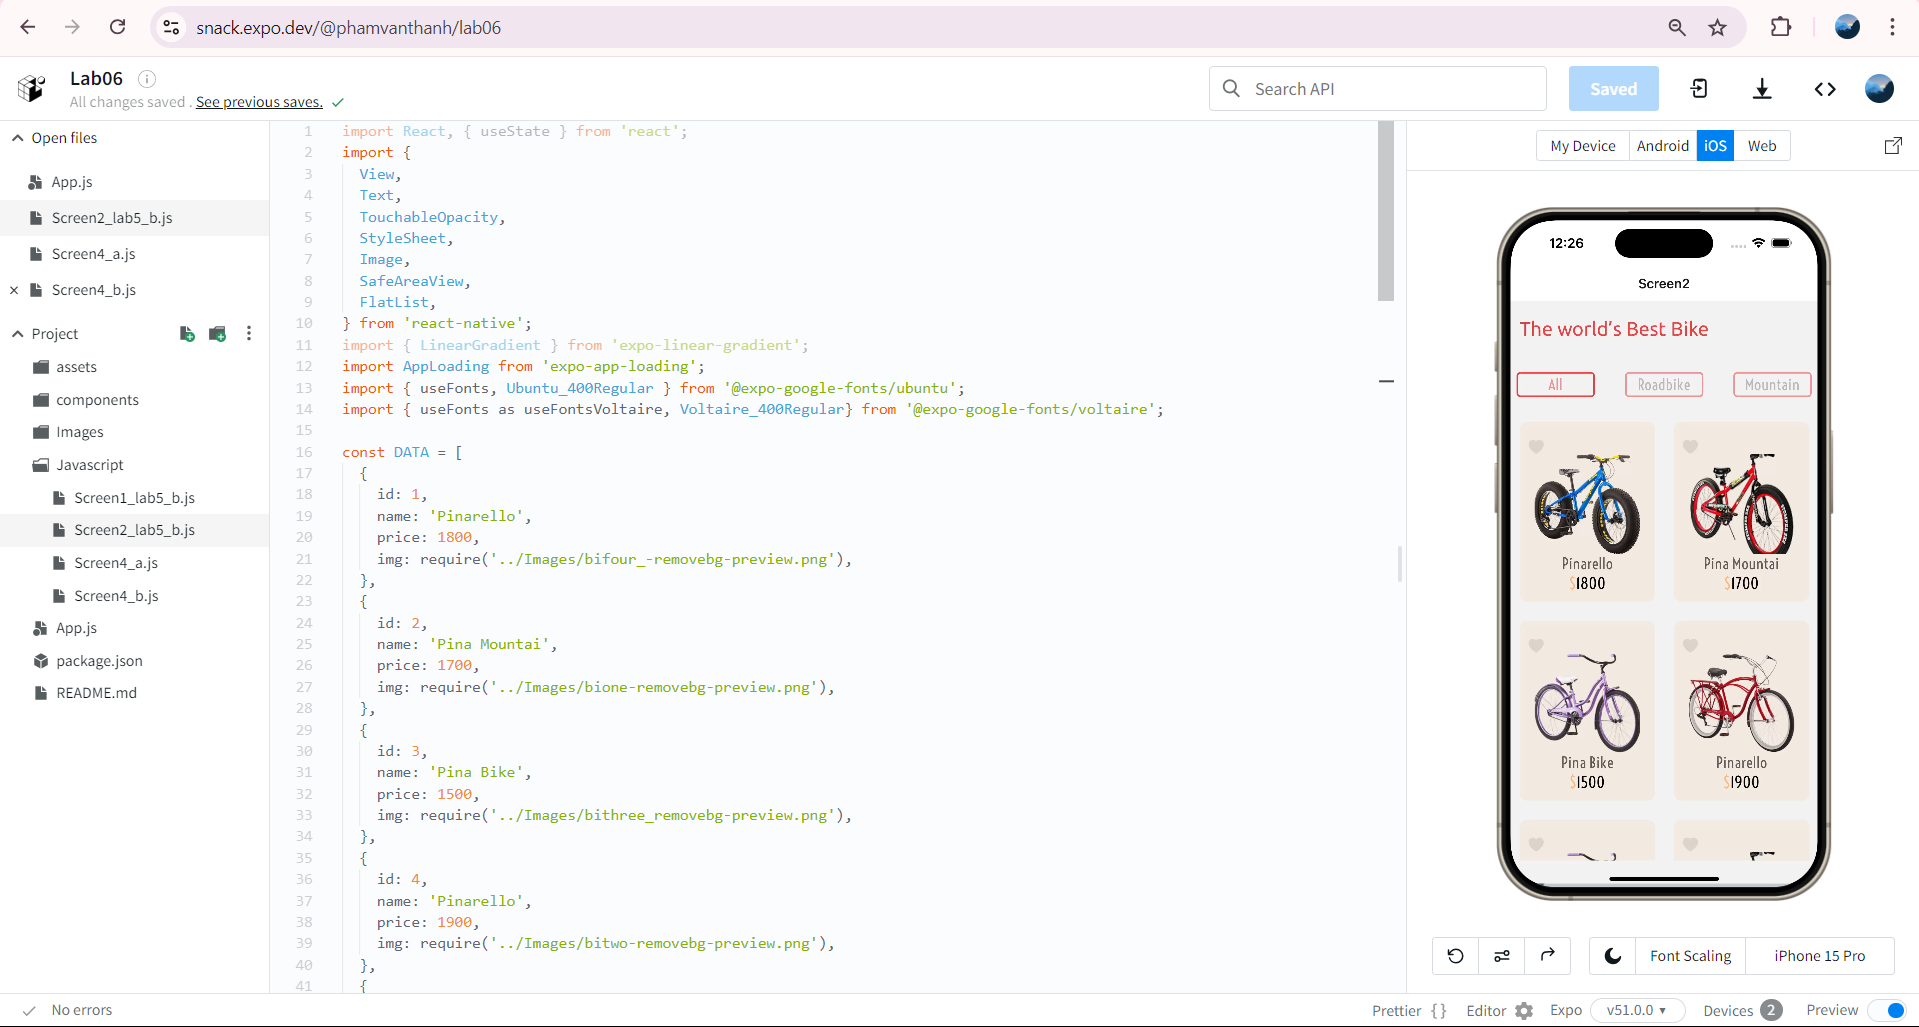 snack.expo.dev/@phamvanthanh/lab06
Lab06
All changes saved . See previous saves.
Search API
Saved
Open files
App.js
Screen2_lab5_b.js
Screen4_a.js
Screen4_b.js
Project
assets
components
Images
Javascript
Screen1_lab5_b.js
Screen2_lab5_b.js
Screen4_a.js
Screen4_b.js
App.js
package.json
README.md
1 import React, { useState } from 'react';
2 import {
3 View,
4 Text,
5 TouchableOpacity,
6 StyleSheet,
7 Image,
8 SafeAreaView,
9 FlatList,
10 } from 'react-native';
11 import { LinearGradient } from 'expo-linear-gradient';
12 import AppLoading from 'expo-app-loading';
13 import { useFonts, Ubuntu_400Regular } from '@expo-google-fonts/ubuntu';
14 import { useFonts as useFontsVoltaire, Voltaire_400Regular} from '@expo-google-fonts/voltaire';
15
16 const DATA = [
17 {
18 id: 1,
19 name: 'Pinarello',
20 price: 1800,
21 img: require('../Images/bifour_-removebg-preview.png'),
22 },
23 {
24 id: 2,
25 name: 'Pina Mountai',
26 price: 1700,
27 img: require('../Images/bione-removebg-preview.png'),
28 },
29 {
30 id: 3,
31 name: 'Pina Bike',
32 price: 1500,
33 img: require('../Images/bithree_removebg-preview.png'),
34 },
35 {
36 id: 4,
37 name: 'Pinarello',
38 price: 1900,
39 img: require('../Images/bitwo-removebg-preview.png'),
40 },
41 {
My Device Android iOS Web
12:26
Screen2
The world's Best Bike
All Roadbike Mountain
Pinarello
$1800
Pina Mountai
$1700
Pina Bike
$1500
Pinarello
$1900
Font Scaling
iPhone 15 Pro
No errors
Prettier {} Editor Expo v51.0.0 Devices 2 Preview